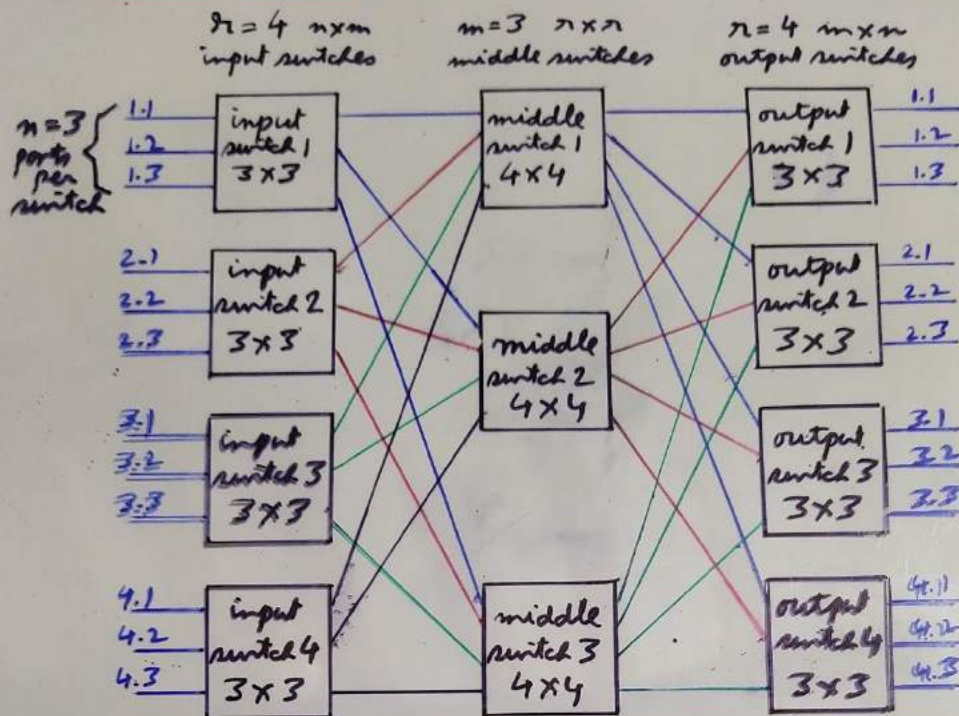 r=4 n×m
input switches
m=3 r×r
middle switches
r=4 m×n
output switches
n=3
ports
per
switch
1.1
1.2
1.3
input
switch 1
3×3
middle
switch 1
4×4
output
switch 1
3×3
1.1
1.2
1.3
2.1
2.2
2.3
input
switch 2
3×3
middle
switch 2
4×4
output
switch 2
3×3
2.1
2.2
2.3
3.1
3.2
3.3
input
switch 3
3×3
output
switch 3
3×3
3.1
3.2
3.3
4.1
4.2
4.3
input
switch 4
3×3
middle
switch 3
4×4
output
switch 4
3×3
4.1
4.2
4.3